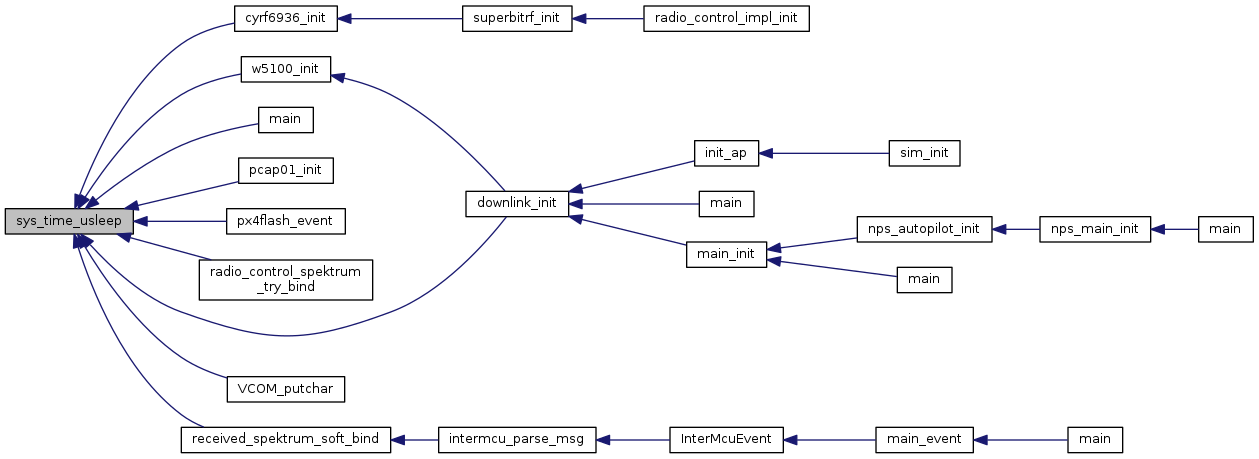 cyrf6936_init
superbitrf_init
radio_control_impl_init
w5100_init
main
init_ap
sim_init
pcap01_init
downlink_init
main
sys_time_usleep
px4flash_event
nps_autopilot_init
nps_main_init
main
main_init
radio_control_spektrum
_try_bind
main
VCOM_putchar
received_spektrum_soft_bind
intermcu_parse_msg
InterMcuEvent
main_event
main